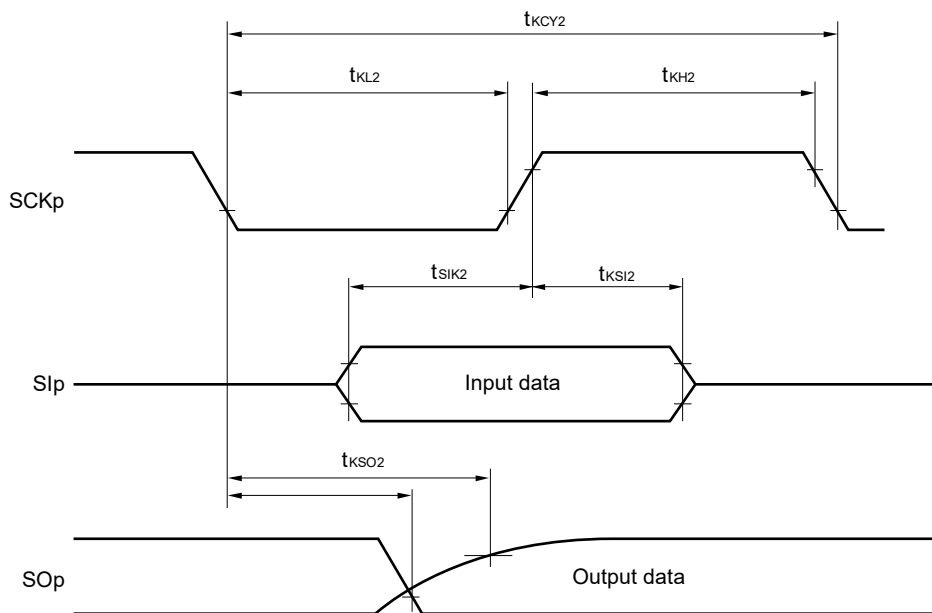 tKCY2
tKL2
tKH2
SCKp
tSIK2
tKSI2
SIp
Input data
tKSO2
SOp
Output data